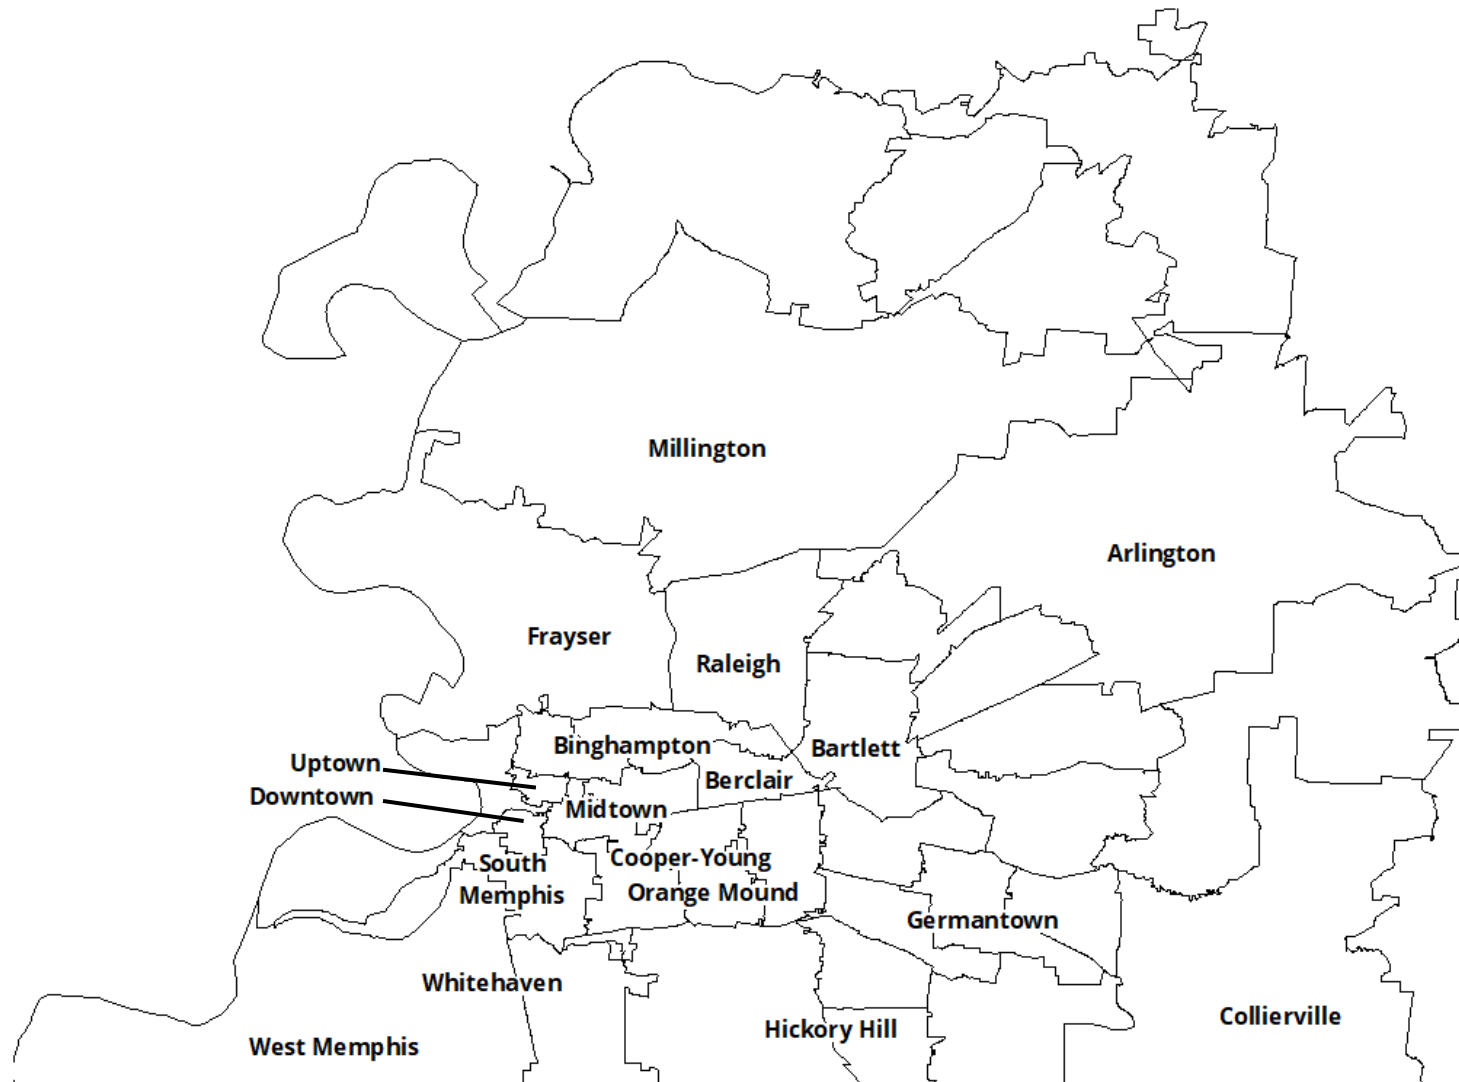 Millington
Arlington
Frayser
Raleigh
Binghampton
Bartlett
Uptown
Berclair
Downtown
Midtown
Cooper-Young
South
Memphis
Orange Mound
Germantown
Whitehaven
Collierville
Hickory Hill
West Memphis